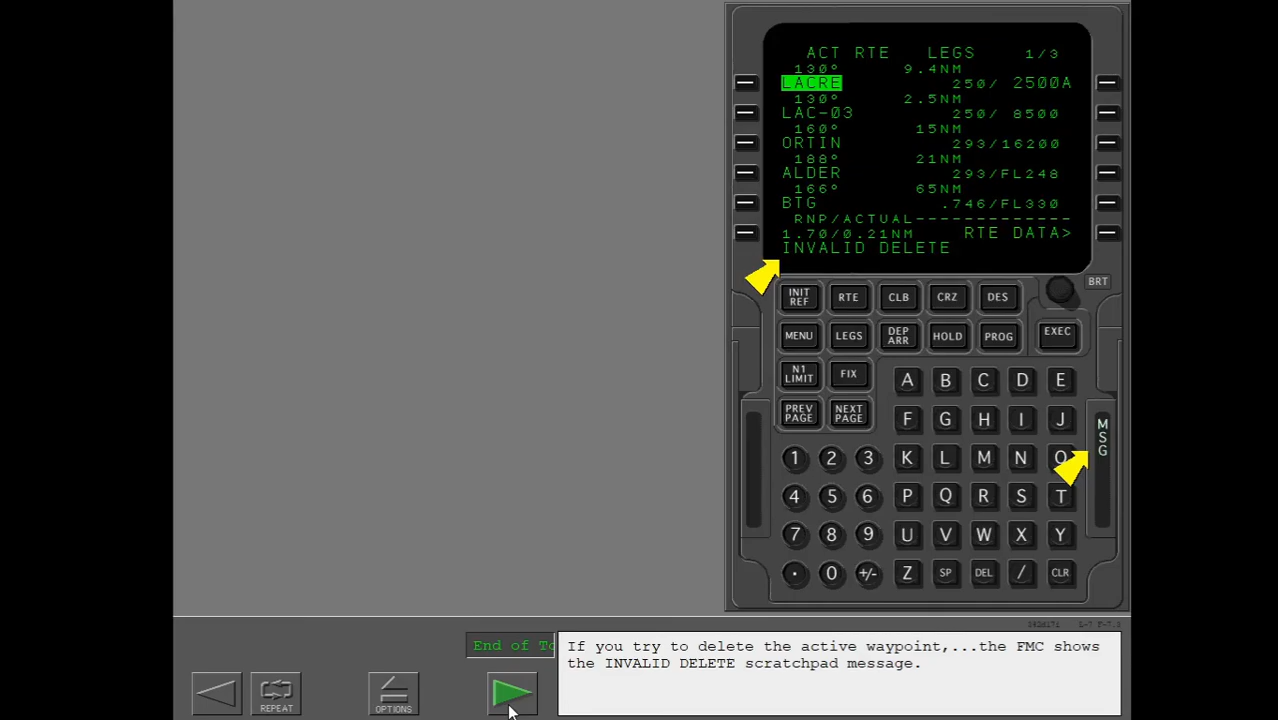 ACT RTE LEGS 1/3
130° 9.4NM
LACRE 250/ 2500A
130° 2.5NM
LAC-03 250/ 8500
160° 15NM
ORTIN 293/16200
188° 21NM
ALDER 293/FL248
166° 65NM
BTG .746/FL330
RNP/ACTUAL-------------
1.70/0.21NM RTE DATA>
INVALID DELETE
BRT
INIT REF RTE CLB CRZ DES
MENU LEGS DEP ARR HOLD PROG EXEC
N1 LIMIT FIX
PREV PAGE NEXT PAGE
A B C D E
F G H I J
MSG
1 2 3 K L M N O
4 5 6 P Q R S T
7 8 9 U V W X Y
. 0 +/- Z SP DEL / CLR
End of To
If you try to delete the active waypoint,...the FMC shows
the INVALID DELETE scratchpad message.
REPEAT
OPTIONS